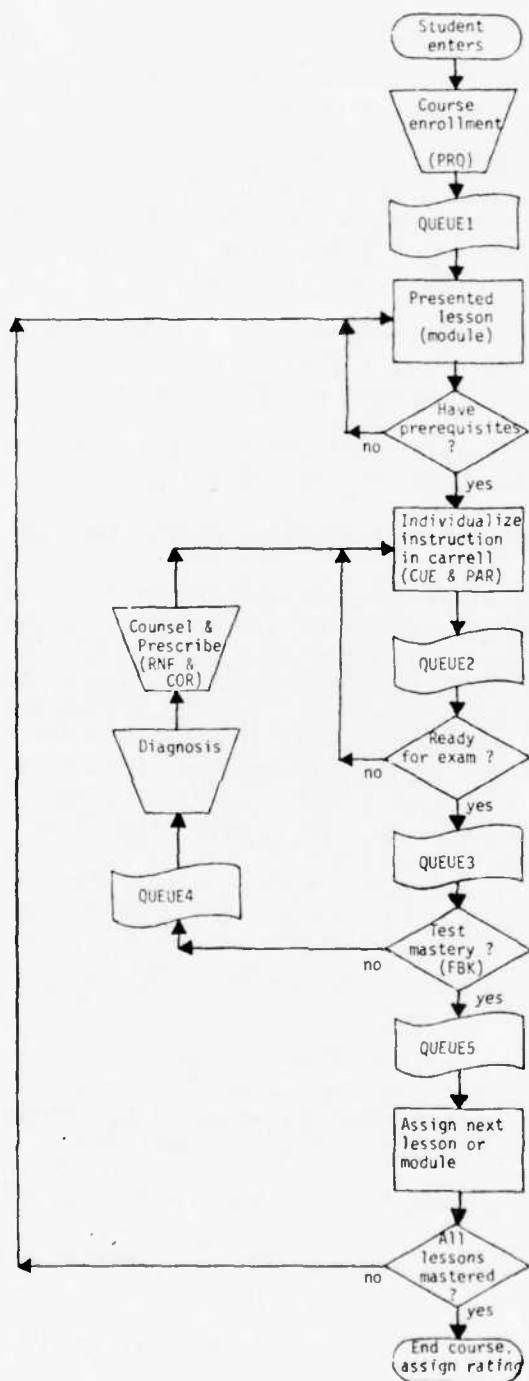 Student
enters
Course
enrollment
(PRQ)
QUEUE1
Presented
lesson
(module)
Have
prerequisites
?
no
yes
Individualize
instruction
in carrell
(CUE & PAR)
Counsel &
Prescribe
(RNF &
COR)
QUEUE2
Diagnosis
Ready
for exam ?
no
yes
QUEUE3
QUEUE4
Test
mastery ?
(FBK)
no
yes
QUEUE5
Assign next
lesson or
module
All
lessons
mastered
?
no
yes
End course,
assign rating